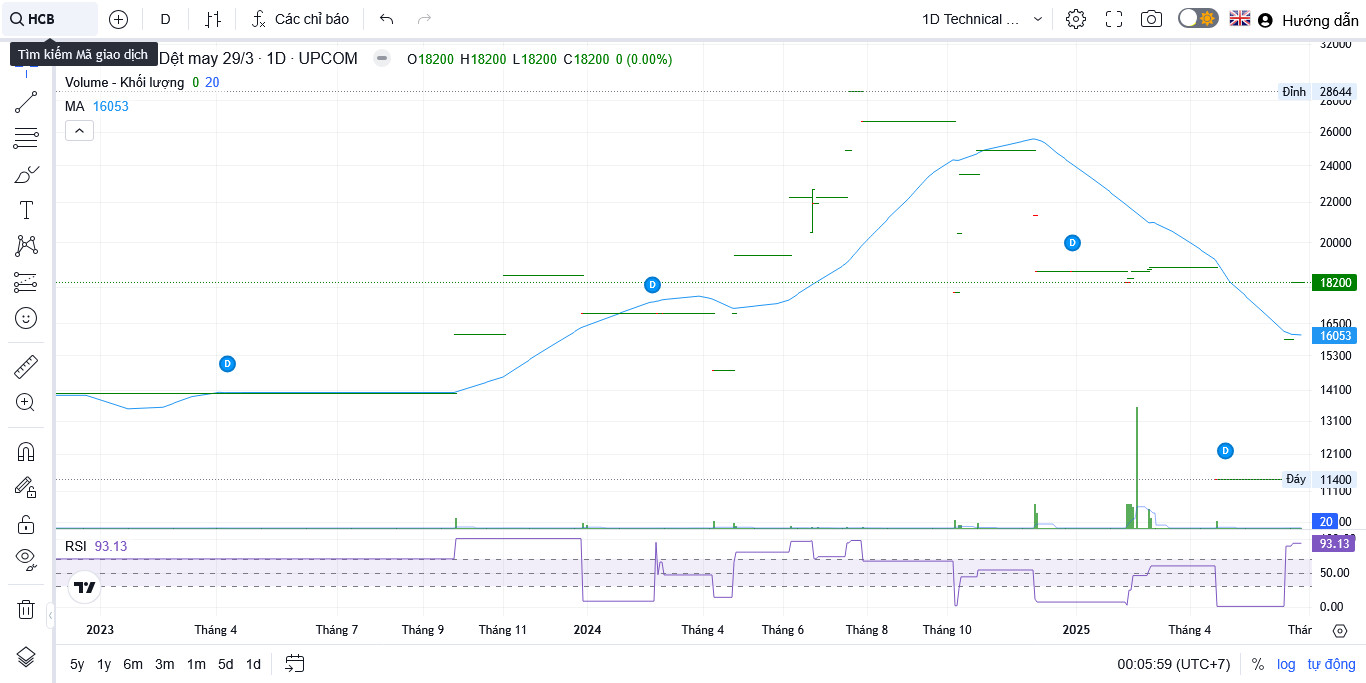 HCB
D
Các chỉ báo
1D Technical ...
Hướng dẫn
Tìm kiếm Mã giao dịch
Dệt may 29/3 · 1D · UPCOM
O18200 H18200 L18200 C18200 0 (0.00%)
Volume - Khối lượng 0 20
MA 16053
32000
Đỉnh 28644
28000
26000
24000
22000
20000
18200
16500
16053
15300
14100
13100
12100
Đáy 11400
11100
20
D
D
D
D
RSI 93.13
93.13
50.00
0.00
2023 Tháng 4 Tháng 7 Tháng 9 Tháng 11 2024 Tháng 4 Tháng 6 Tháng 8 Tháng 10 2025 Tháng 4 Thár
5y 1y 6m 3m 1m 5d 1d
00:05:59 (UTC+7) % log tự động